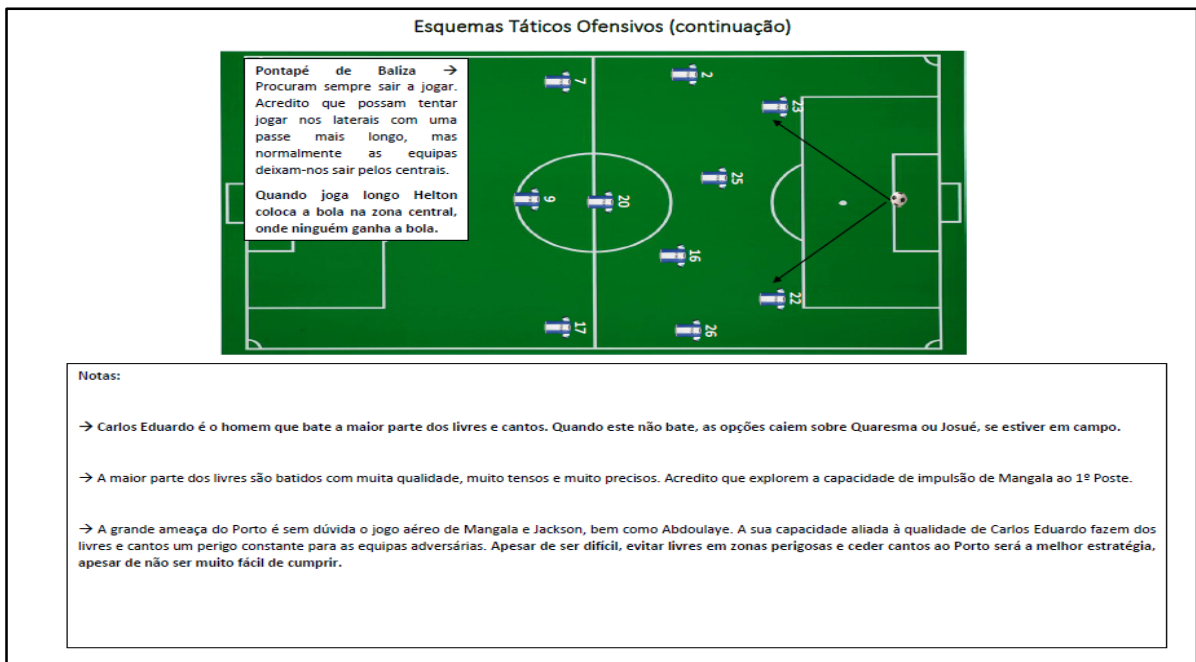 Esquemas Táticos Ofensivos (continuação)
Pontapé de Baliza →
Procuram sempre sair a jogar.
Acredito que possam tentar
jogar nos laterais com uma
passe mais longo, mas
normalmente as equipas
deixam-nos sair pelos centrais.
Quando joga longo Helton
coloca a bola na zona central,
onde ninguém ganha a bola.
7
2
23
25
9
20
16
22
17
26
Notas:
→ Carlos Eduardo é o homem que bate a maior parte dos livres e cantos. Quando este não bate, as opções caiem sobre Quaresma ou Josué, se estiver em campo.
→ A maior parte dos livres são batidos com muita qualidade, muito tensos e muito precisos. Acredito que explorem a capacidade de impulsão de Mangala ao 1º Poste.
→ A grande ameaça do Porto é sem dúvida o jogo aéreo de Mangala e Jackson, bem como Abdoulaye. A sua capacidade aliada à qualidade de Carlos Eduardo fazem dos
livres e cantos um perigo constante para as equipas adversárias. Apesar de ser difícil, evitar livres em zonas perigosas e ceder cantos ao Porto será a melhor estratégia,
apesar de não ser muito fácil de cumprir.